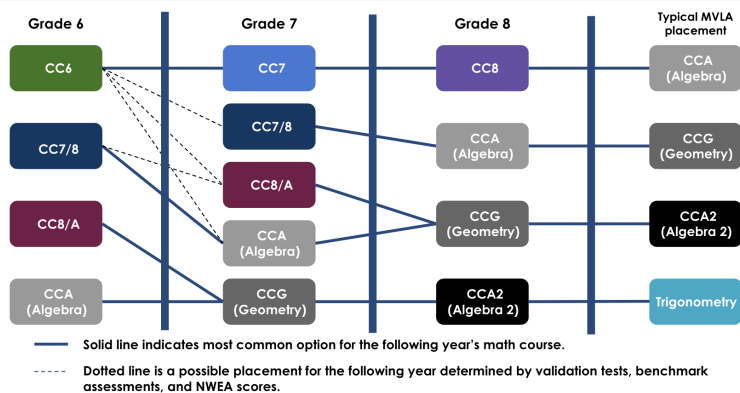 Grade 6
Grade 7
Grade 8
Typical MVLA
placement
CC6
CC7
CC8
CCA
(Algebra)
CC7/8
CC7/8
CCA
(Algebra)
CCG
(Geometry)
CC8/A
CC8/A
CCA
(Algebra)
CCG
(Geometry)
CCA2
(Algebra 2)
CCA
(Algebra)
CCG
(Geometry)
CCA2
(Algebra 2)
Trigonometry
Solid line indicates most common option for the following year's math course.
Dotted line is a possible placement for the following year determined by validation tests, benchmark
assessments, and NWEA scores.